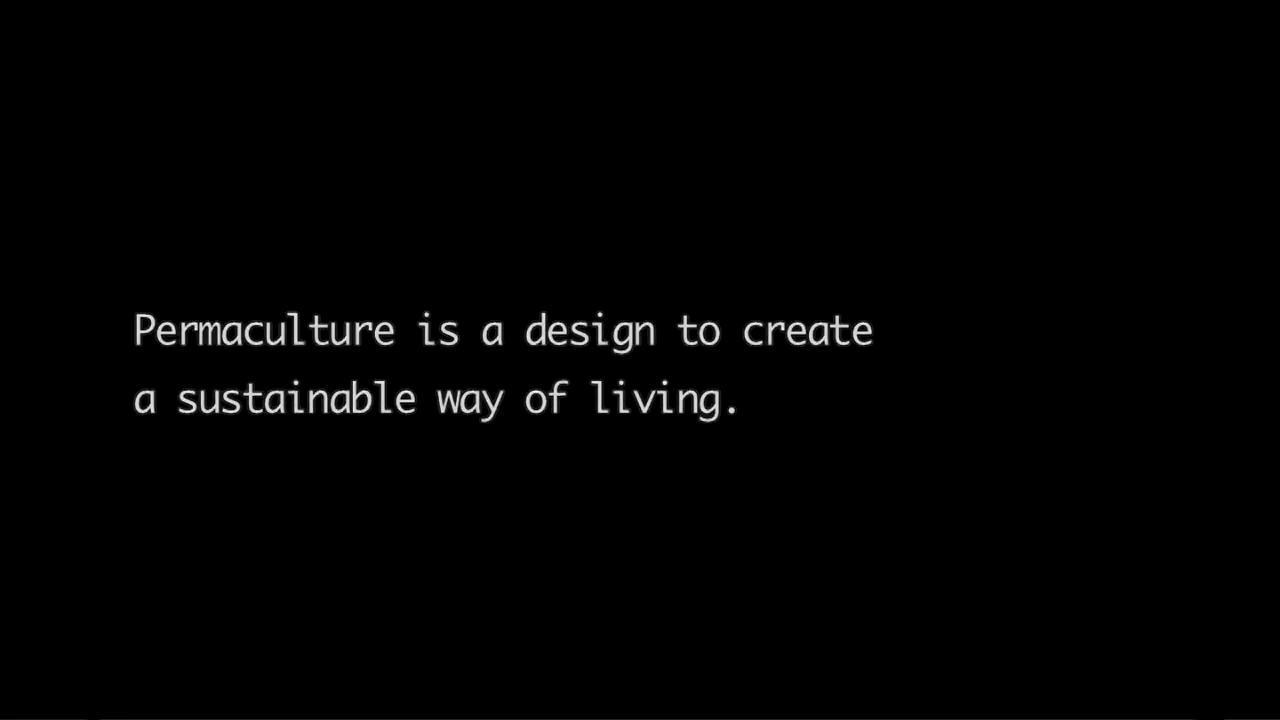 Permaculture is a design to create
a sustainable way of living.